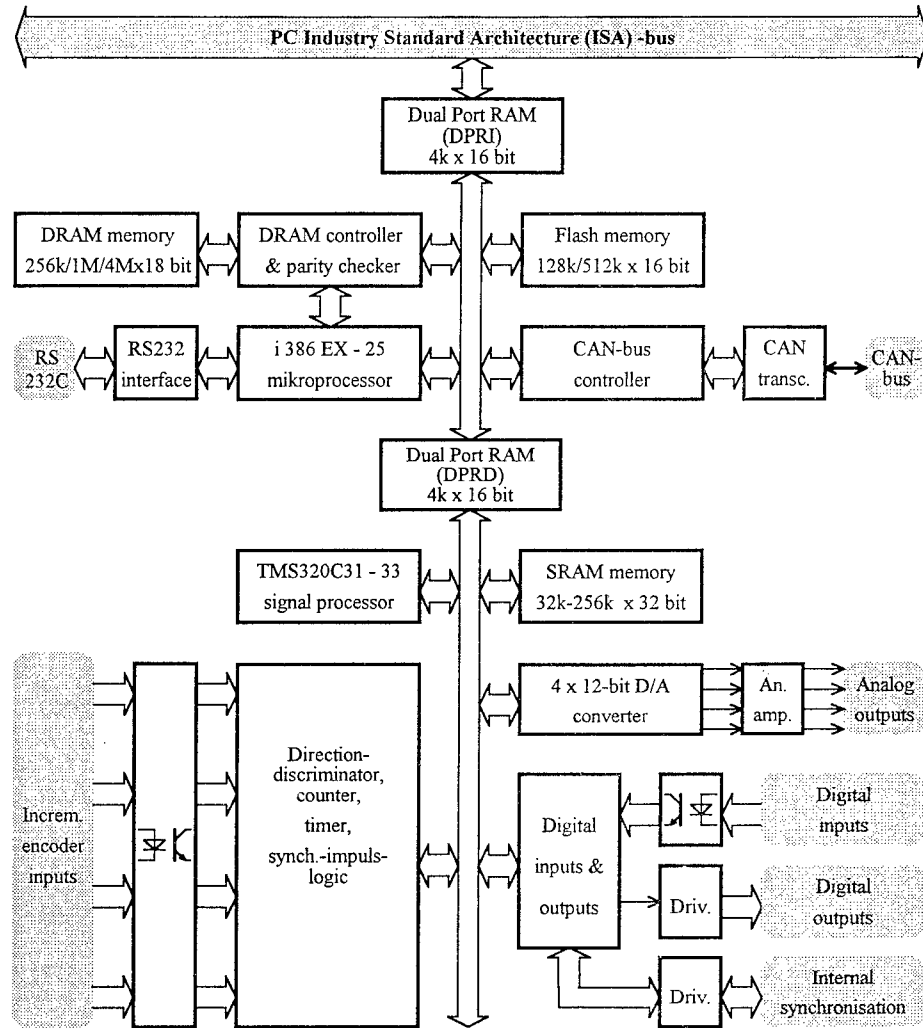 PC Industry Standard Architecture (ISA) -bus
Dual Port RAM
(DPRI)
4k x 16 bit
DRAM memory
256k/1M/4Mx18 bit
DRAM controller
& parity checker
Flash memory
128k/512k x 16 bit
RS
232C
RS232
interface
i 386 EX - 25
mikroprocessor
CAN-bus
controller
CAN
transc.
CAN-
bus
Dual Port RAM
(DPRD)
4k x 16 bit
TMS320C31 - 33
signal processor
SRAM memory
32k-256k x 32 bit
Increm.
encoder
inputs
Direction-
discriminator,
counter,
timer,
synch.-impuls-
logic
4 x 12-bit D/A
converter
An.
amp.
Analog
outputs
Digital
inputs &
outputs
Digital
inputs
Driv.
Digital
outputs
Driv.
Internal
synchronisation